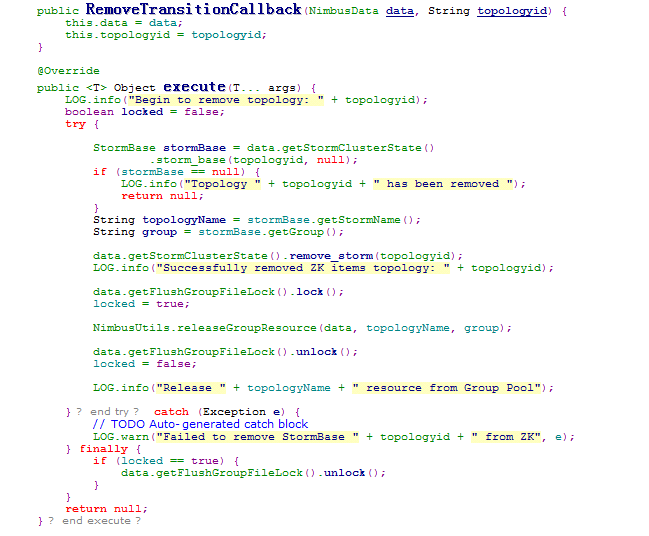 public RemoveTransitionCallback(NimbusData data, String topologyid) {
this.data = data;
this.topologyid = topologyid;
}
@Override
public <T> Object execute(T... args) {
LOG.info("Begin to remove topology: " + topologyid);
boolean locked = false;
try {
StormBase stormBase = data.getStormClusterState()
.storm_base(topologyid, null);
if (stormBase == null) {
LOG.info("Topology " + topologyid + " has been removed ");
return null;
}
String topologyName = stormBase.getStormName();
String group = stormBase.getGroup();
data.getStormClusterState().remove_storm(topologyid);
LOG.info("Successfully removed ZK items topology: " + topologyid);
data.getFlushGroupFileLock().lock();
locked = true;
NimbusUtils.releaseGroupResource(data, topologyName, group);
data.getFlushGroupFileLock().unlock();
locked = false;
LOG.info("Release " + topologyName + " resource from Group Pool");
} ? end try ? catch (Exception e) {
// TODO Auto-generated catch block
LOG.warn("Failed to remove StormBase " + topologyid + " from ZK", e);
} finally {
if (locked == true) {
data.getFlushGroupFileLock().unlock();
}
}
return null;
} ? end execute ?